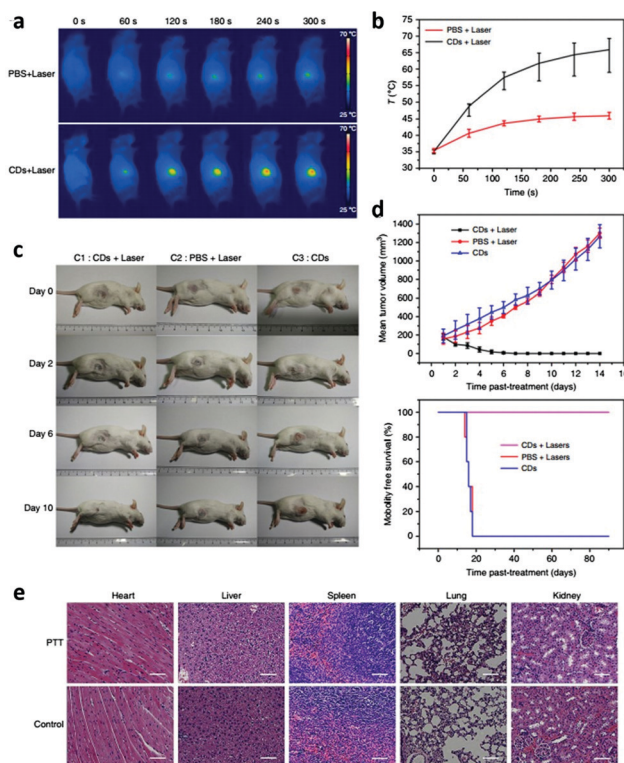 a
0 s 60 s 120 s 180 s 240 s 300 s
PBS+Laser
70 °C
25 °C
CDs+Laser
70 °C
25 °C
b
PBS + Laser
CDs + Laser
T (°C)
75
70
65
60
55
50
45
40
35
30
0 50 100 150 200 250 300
Time (s)
c
C1 : CDs + Laser C2 : PBS + Laser C3 : CDs
Day 0
Day 2
Day 6
Day 10
d
CDs + Laser
PBS + Laser
CDs
Mean tumor volume (mm³)
1400
1200
1000
800
600
400
200
0
0 2 4 6 8 10 12 14
Time past-treatment (days)
Mobolity free survival (%)
100
80
60
40
20
0
CDs + Lasers
PBS + Lasers
CDs
0 20 40 60 80
Time past-treatment (days)
e
Heart Liver Spleen Lung Kidney
PTT
Control